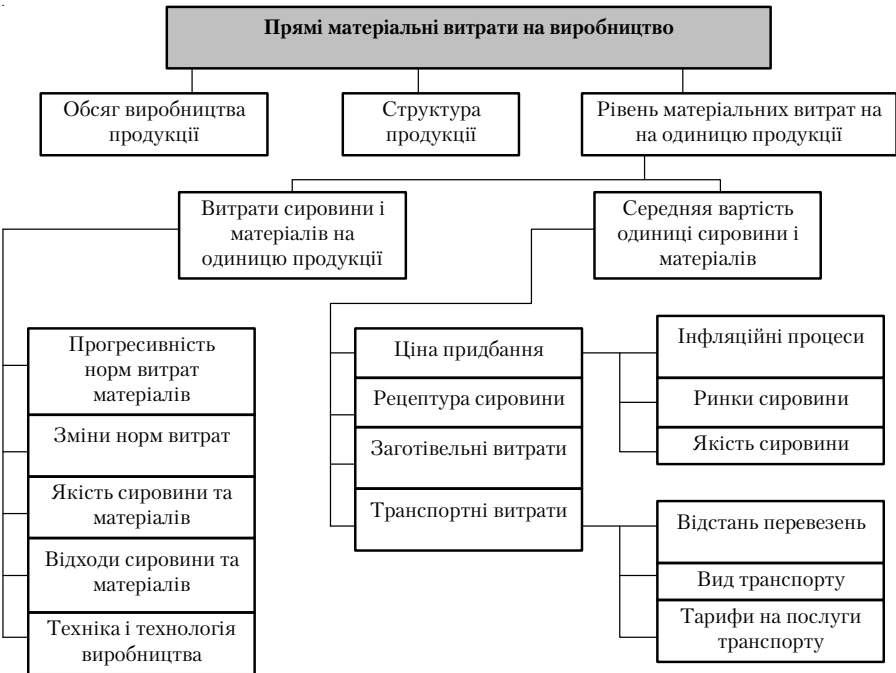 Прямі матеріальні витрати на виробництво
Обсяг виробництва
продукції
Структура
продукції
Рівень матеріальних витрат на
на одиницю продукції
Витрати сировини і
матеріалів на
одиницю продукції
Середняя вартість
одиниці сировини і
матеріалів
Прогресивність
норм витрат
матеріалів
Зміни норм витрат
Якість сировини та
матеріалів
Відходи сировини та
матеріалів
Техніка і технологія
виробництва
Ціна придбання
Рецептура сировини
Заготівельні витрати
Транспортні витрати
Інфляційні процеси
Ринки сировини
Якість сировини
Відстань перевезень
Вид транспорту
Тарифи на послуги
транспорту